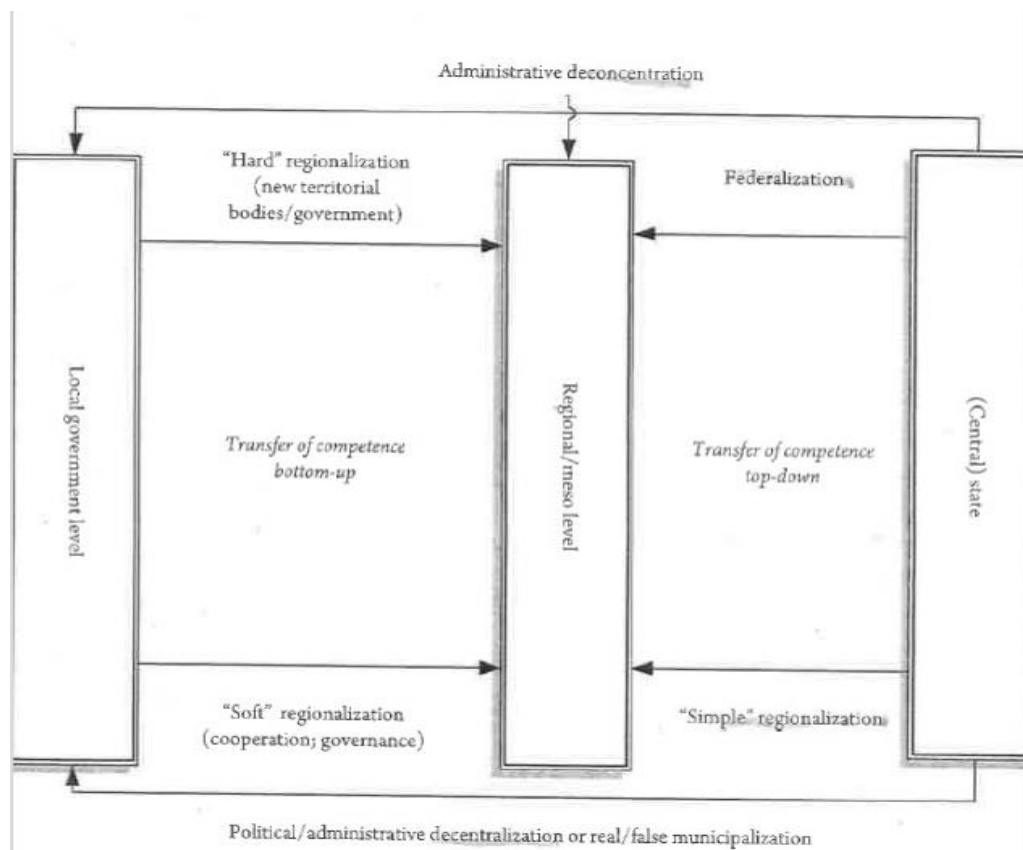 Administrative deconcentration
"Hard" regionalization
(new territorial
bodies/government)
Federalization
Local government level
Transfer of competence
bottom-up
Regional/meso level
Transfer of competence
top-down
(Central) state
"Soft" regionalization
(cooperation; governance)
"Simple" regionalization
Political/administrative decentralization or real/false municipalization